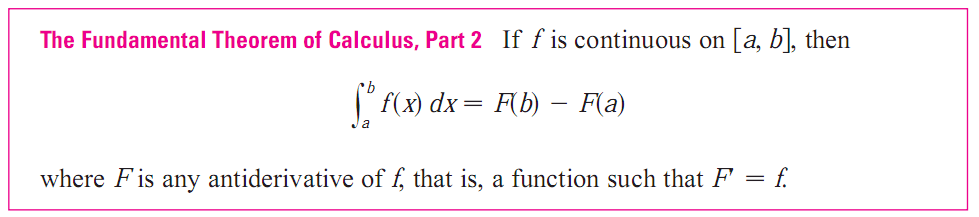 The Fundamental Theorem of Calculus, Part 2 If f is continuous on [a, b], then
∫ₐᵇ f(x) dx = F(b) − F(a)
where F is any antiderivative of f, that is, a function such that F′ = f.